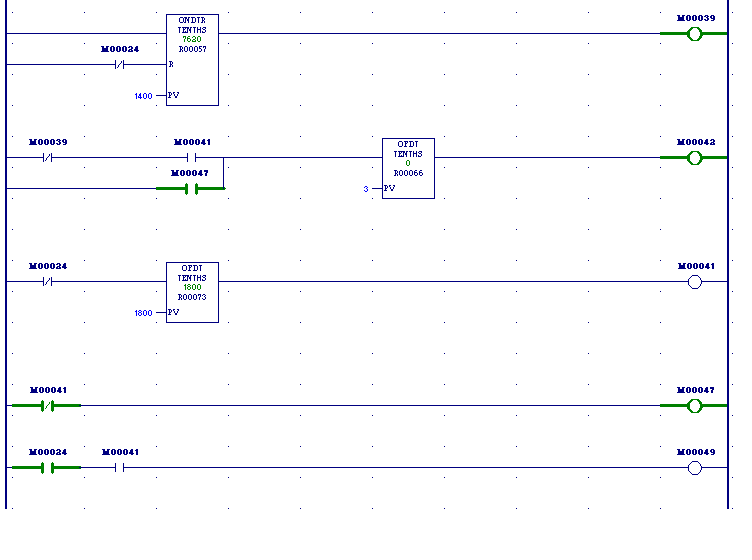 ONDTR
TENTHS
7620
R00057
M00039
M00024
R
1400
PV
M00039
M00041
OFDT
TENTHS
0
R00066
M00042
M00047
3
PV
M00024
OFDT
TENTHS
1800
R00073
M00041
1800
PV
M00041
M00047
M00024
M00041
M00049